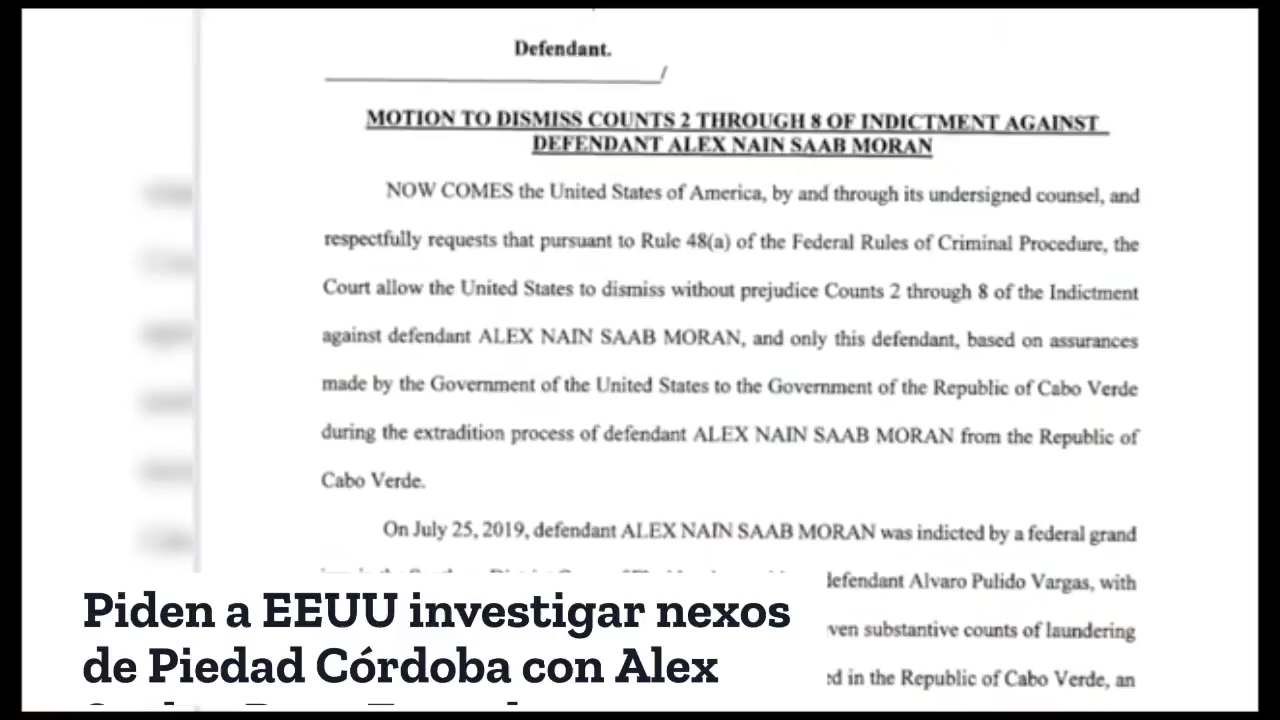 Defendant.
/
MOTION TO DISMISS COUNTS 2 THROUGH 8 OF INDICTMENT AGAINST
DEFENDANT ALEX NAIN SAAB MORAN
NOW COMES the United States of America, by and through its undersigned counsel, and
respectfully requests that pursuant to Rule 48(a) of the Federal Rules of Criminal Procedure, the
Court allow the United States to dismiss without prejudice Counts 2 through 8 of the Indictment
against defendant ALEX NAIN SAAB MORAN, and only this defendant, based on assurances
made by the Government of the United States to the Government of the Republic of Cabo Verde
during the extradition process of defendant ALEX NAIN SAAB MORAN from the Republic of
Cabo Verde.
On July 25, 2019, defendant ALEX NAIN SAAB MORAN was indicted by a federal grand
defendant Alvaro Pulido Vargas, with
substantive counts of laundering
in the Republic of Cabo Verde, an
Piden a EEUU investigar nexos
de Piedad Córdoba con Alex